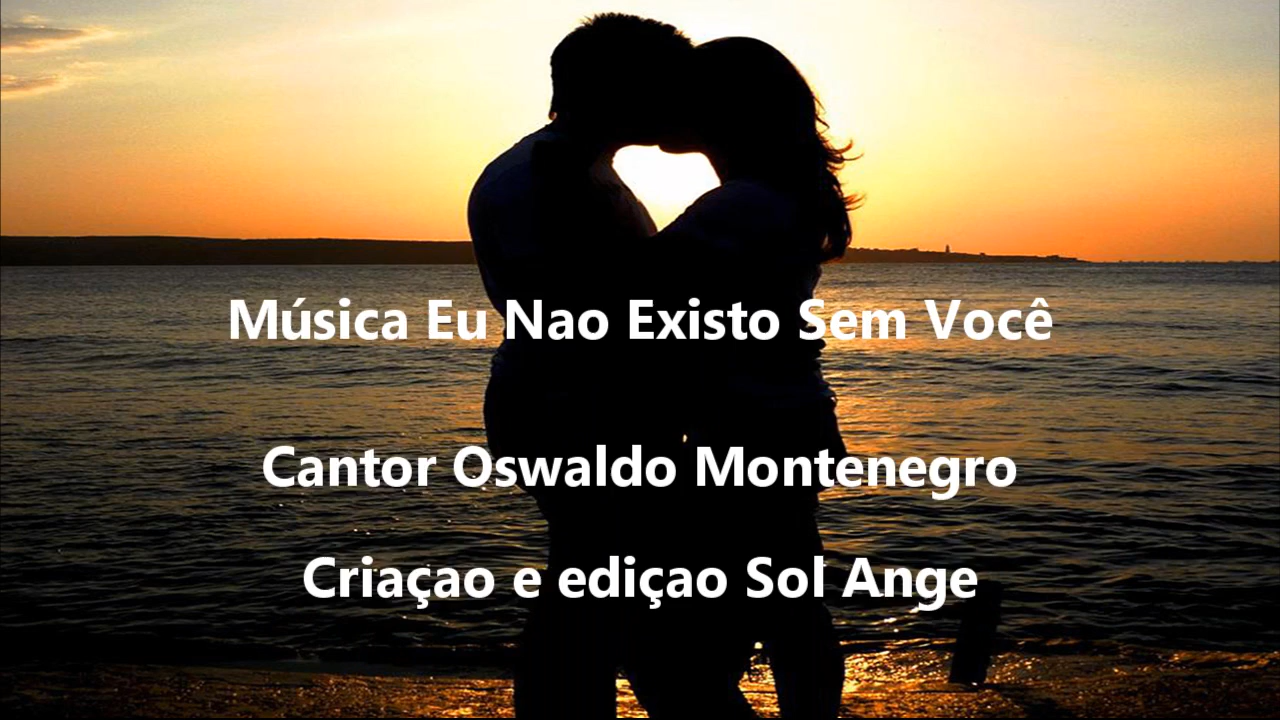 Música Eu Nao Existo Sem Você
Cantor Oswaldo Montenegro
Criaçao e ediçao Sol Ange